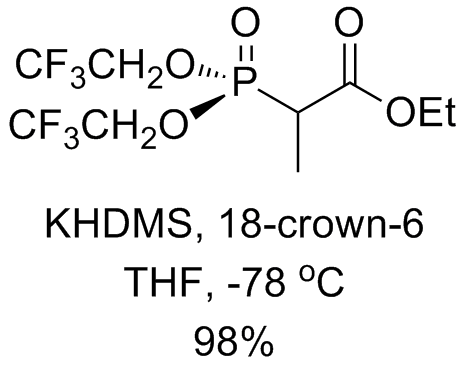 O
O
CF₃CH₂O
P
CF₃CH₂O
OEt
KHDMS, 18-crown-6
THF, -78 ºC
98%